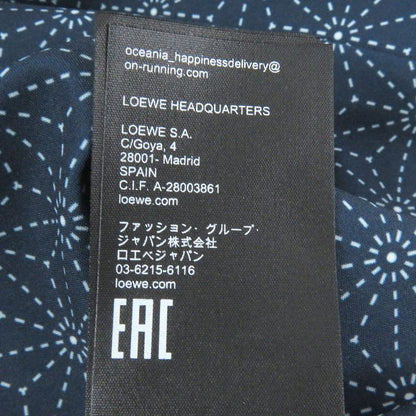 oceania_happinessdelivery@
on-running.com
LOEWE HEADQUARTERS
LOEWE S.A.
C/Goya, 4
28001- Madrid
SPAIN
C.I.F. A-28003861
loewe.com
ファッション・グループ・
ジャパン株式会社
ロエベジャパン
03-6215-6116
loewe.com
EAC